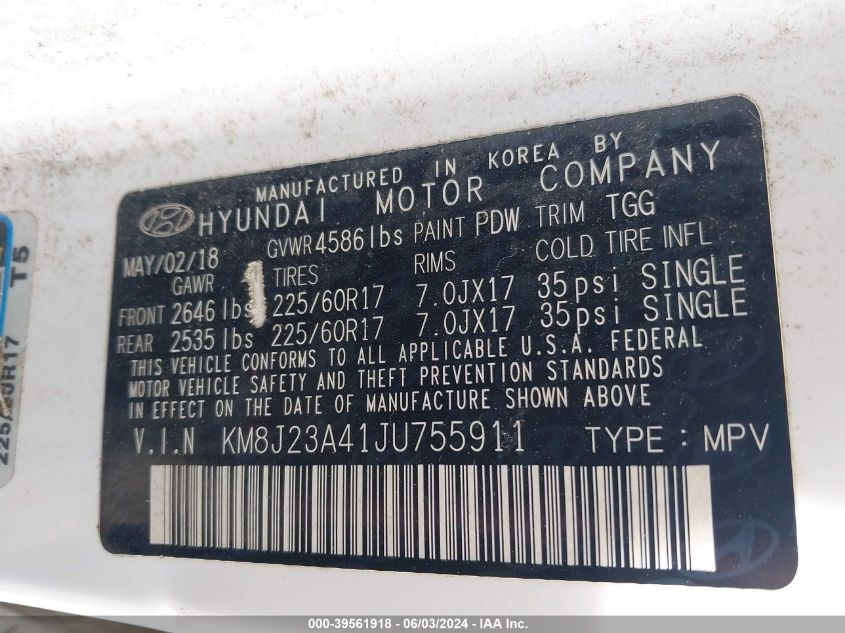 MANUFACTURED IN KOREA BY
HYUNDAI MOTOR COMPANY
MAY/02/18 GVWR 4586 lbs PAINT PDW TRIM TGG
GAWR TIRES RIMS COLD TIRE INFL
FRONT 2646 lbs 225/60R17 7.0JX17 35psi SINGLE
REAR 2535 lbs 225/60R17 7.0JX17 35psi SINGLE
THIS VEHICLE CONFORMS TO ALL APPLICABLE U.S.A. FEDERAL
MOTOR VEHICLE SAFETY AND THEFT PREVENTION STANDARDS
IN EFFECT ON THE DATE OF MANUFACTURE SHOWN ABOVE
V.I.N KM8J23A41JU755911 TYPE : MPV
1
T5
000-39561918 - 06/03/2024 - © IAA Inc.